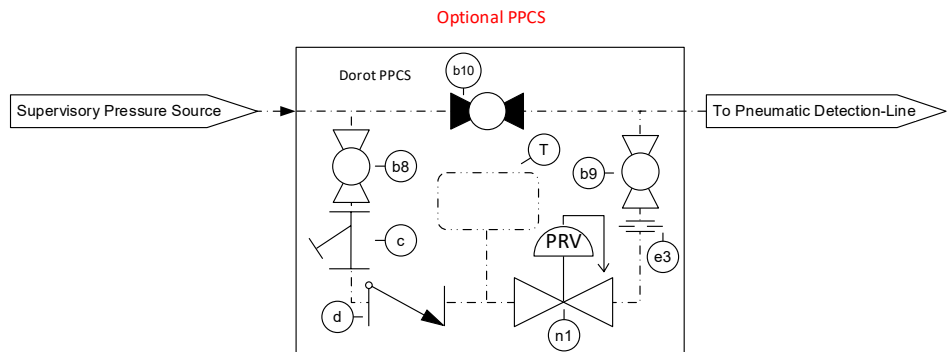 Optional PPCS
Dorot PPCS
b10
Supervisory Pressure Source
To Pneumatic Detection-Line
T
b8
b9
c
PRV
e3
d
n1